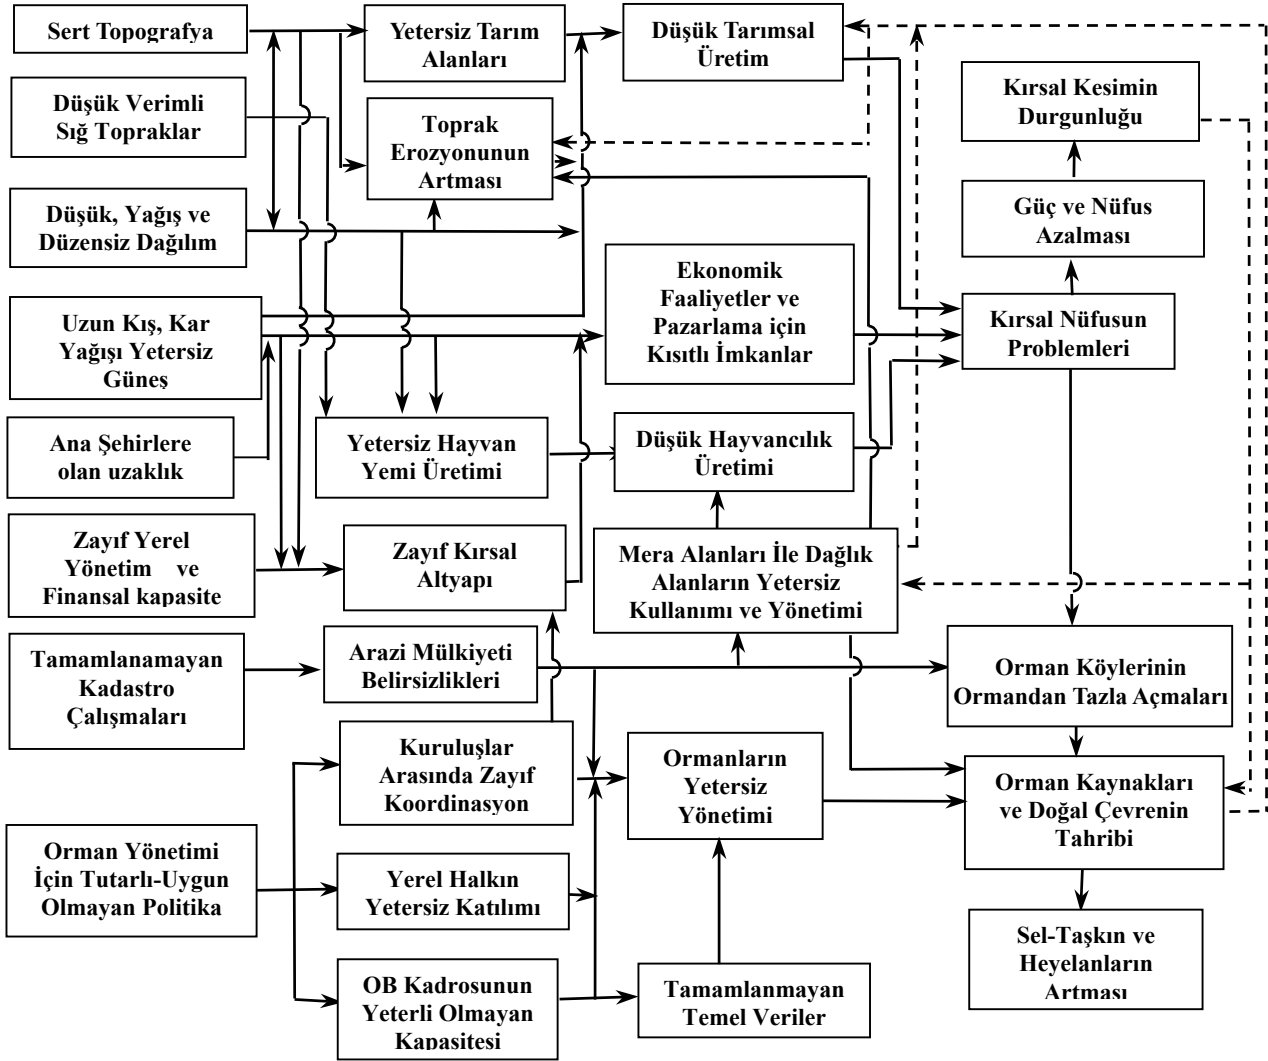 Sert Topografya
Yetersiz Tarım
Alanları
Düşük Tarımsal
Üretim
Düşük Verimli
Sığ Topraklar
Toprak
Erozyonunun
Artması
Kırsal Kesimin
Durgunluğu
Düşük, Yağış ve
Düzensiz Dağılım
Güç ve Nüfus
Azalması
Uzun Kış, Kar
Yağışı Yetersiz
Güneş
Ekonomik
Faaliyetler ve
Pazarlama için
Kısıtlı İmkanlar
Kırsal Nüfusun
Problemleri
Ana Şehirlere
olan uzaklık
Yetersiz Hayvan
Yemi Üretimi
Düşük Hayvancılık
Üretimi
Zayıf Yerel
Yönetim ve
Finansal kapasite
Zayıf Kırsal
Altyapı
Mera Alanları İle Dağlık
Alanların Yetersiz
Kullanımı ve Yönetimi
Tamamlanamayan
Kadastro
Çalışmaları
Arazi Mülkiyeti
Belirsizlikleri
Orman Köylerinin
Ormandan Tazla Açmaları
Kuruluşlar
Arasında Zayıf
Koordinasyon
Ormanların
Yetersiz
Yönetimi
Orman Kaynakları
ve Doğal Çevrenin
Tahribi
Orman Yönetimi
İçin Tutarlı-Uygun
Olmayan Politika
Yerel Halkın
Yetersiz Katılımı
Sel-Taşkın ve
Heyelanların
Artması
OB Kadrosunun
Yeterli Olmayan
Kapasitesi
Tamamlanmayan
Temel Veriler